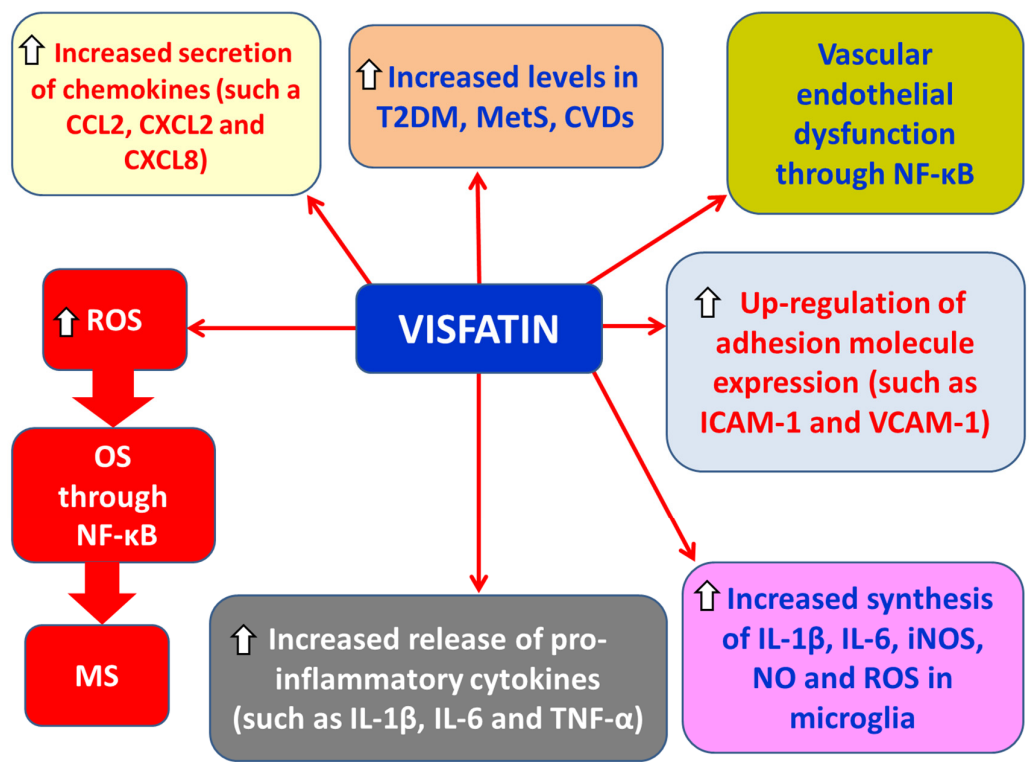 Increased secretion
of chemokines (such a
CCL2, CXCL2 and
CXCL8)
Increased levels in
T2DM, MetS, CVDs
Vascular
endothelial
dysfunction
through NF-κB
ROS
VISFATIN
Up-regulation of
adhesion molecule
expression (such as
ICAM-1 and VCAM-1)
OS
through
NF-κB
MS
Increased release of pro-
inflammatory cytokines
(such as IL-1β, IL-6 and TNF-α)
Increased synthesis
of IL-1β, IL-6, iNOS,
NO and ROS in
microglia